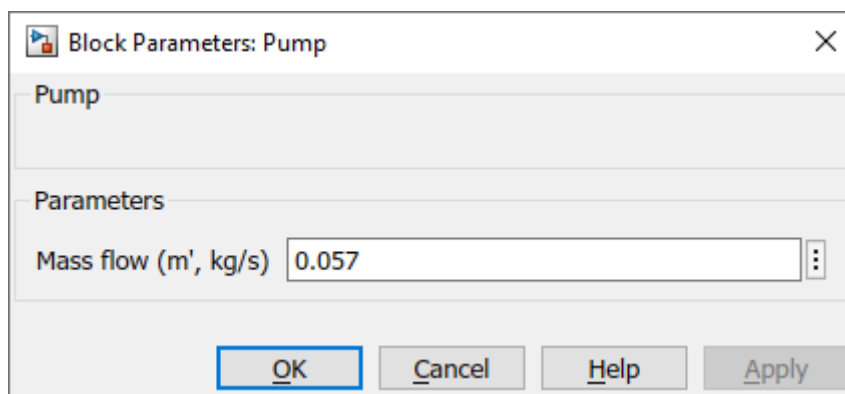 Block Parameters: Pump
Pump
Parameters
Mass flow (m', kg/s) 0.057
OK Cancel Help Apply